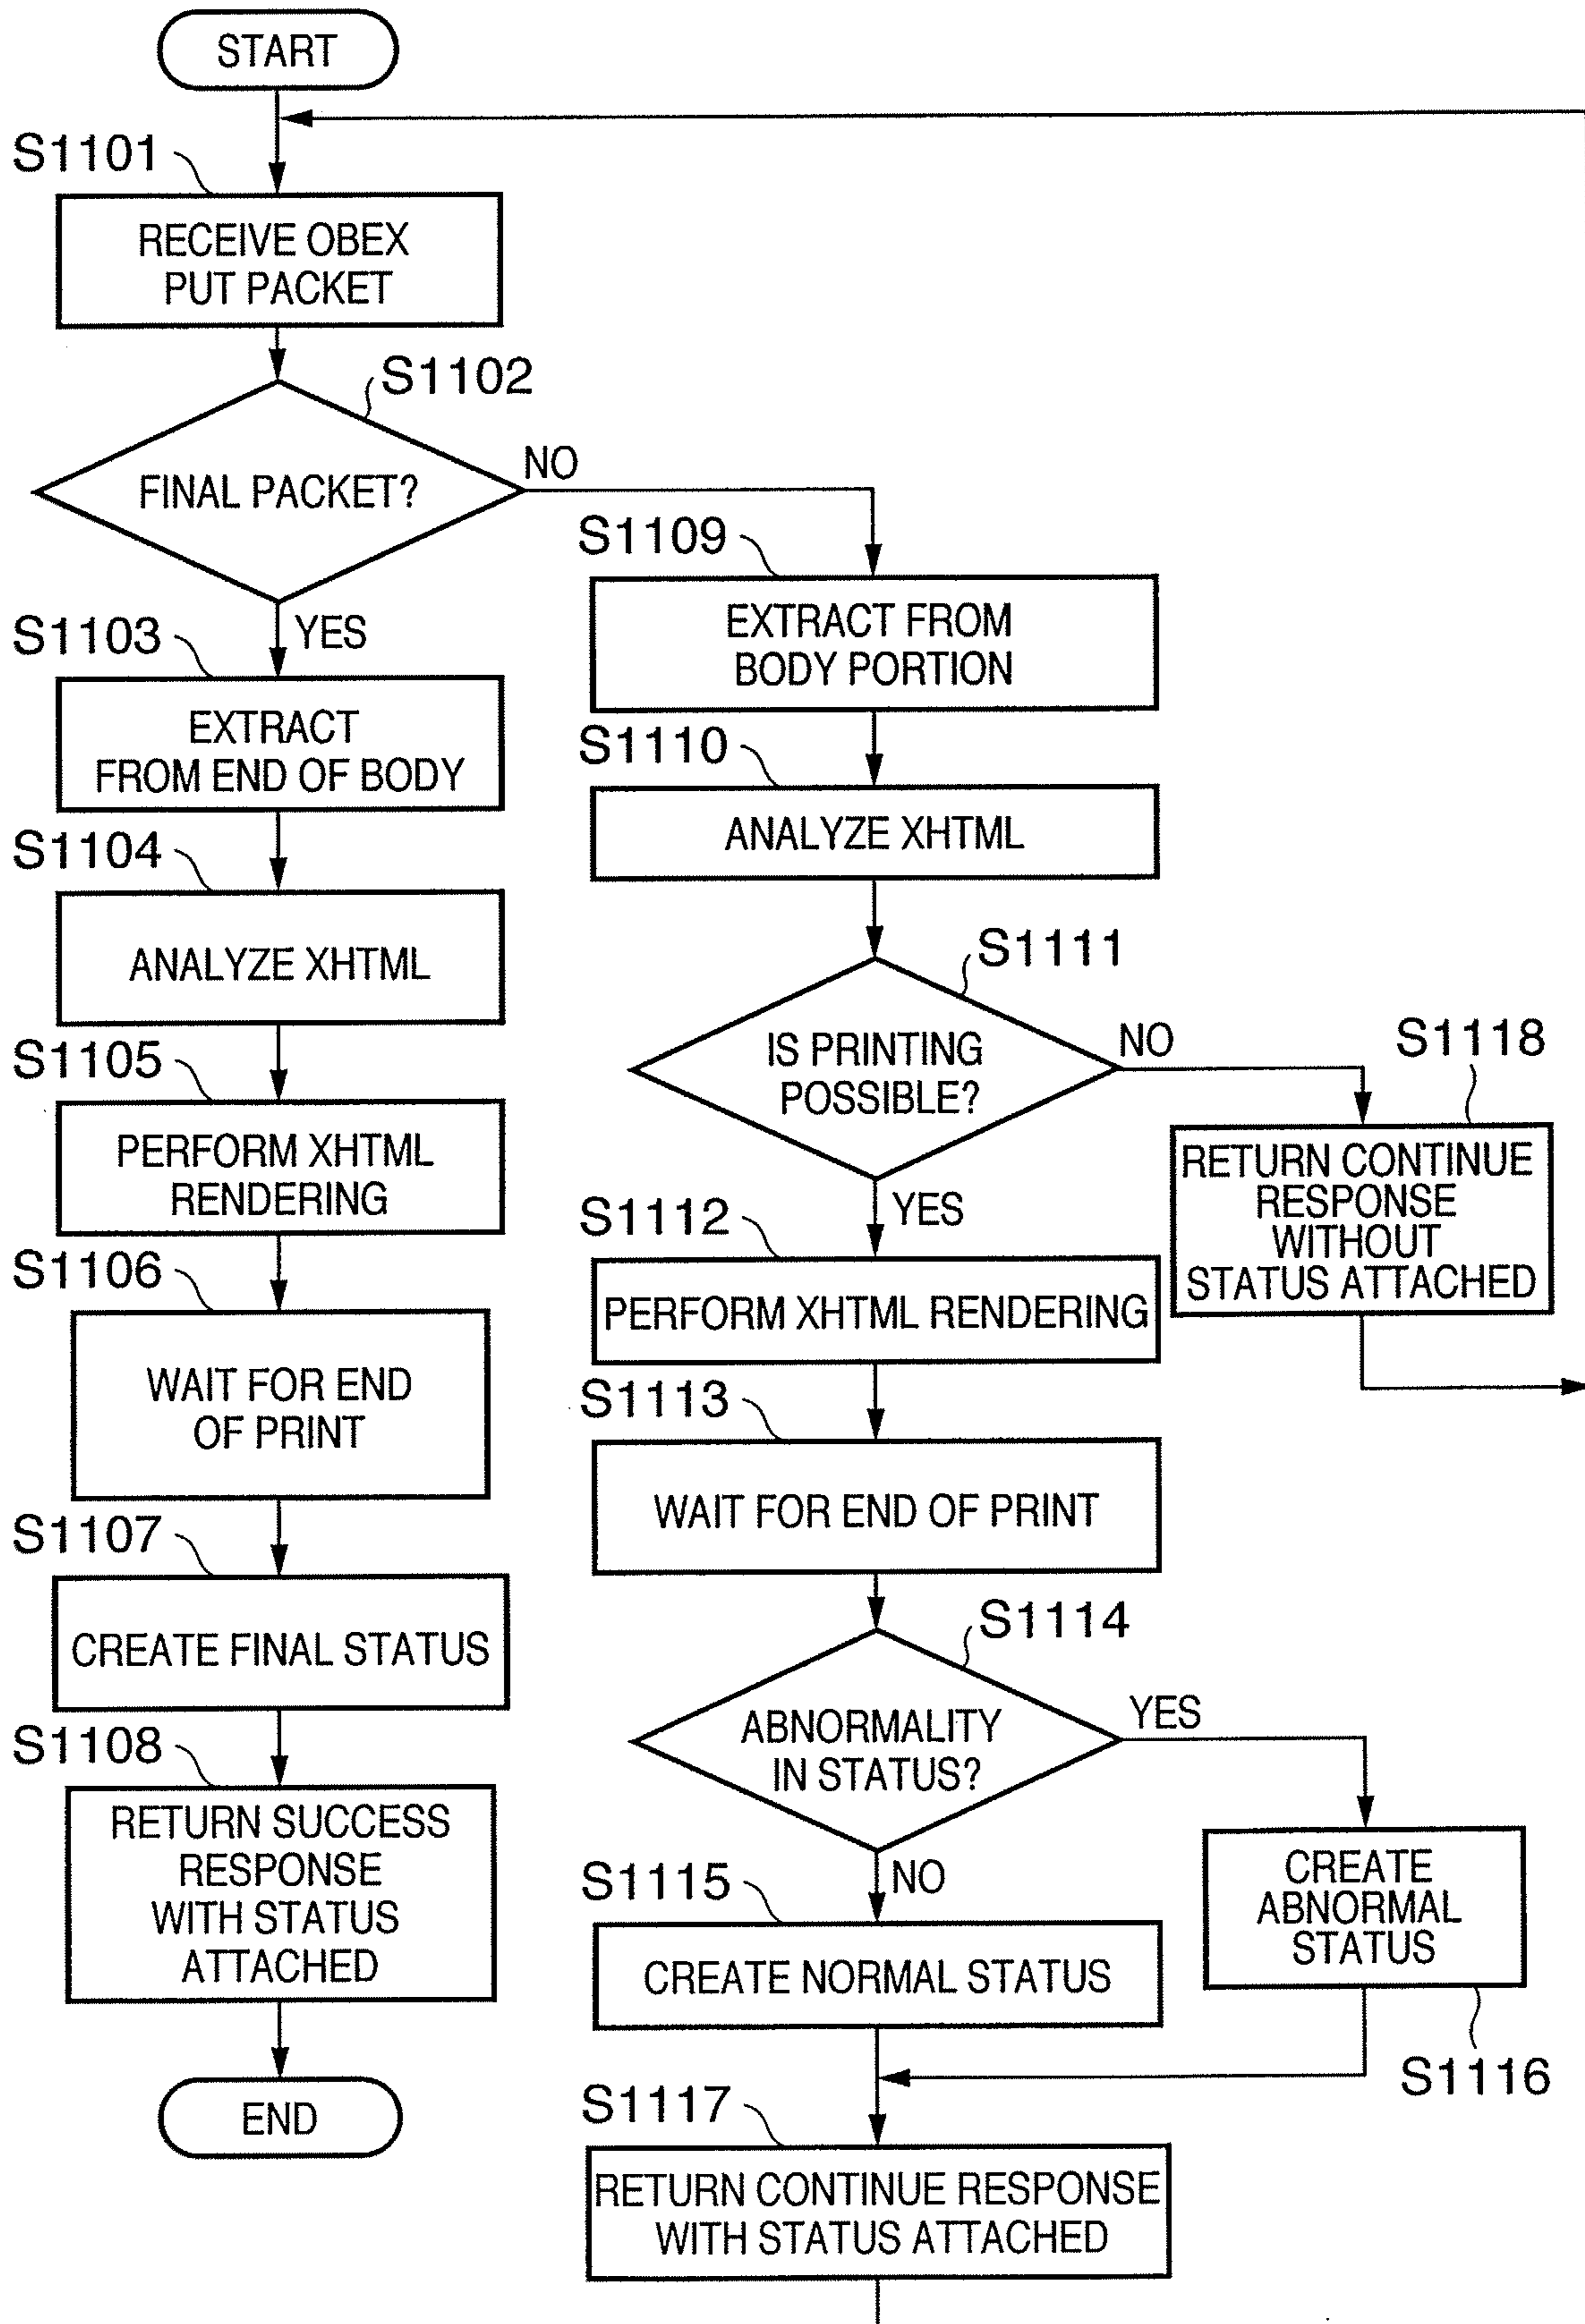 START
S1101
RECEIVE OBEX
PUT PACKET
S1102
FINAL PACKET?
NO
YES
S1103
EXTRACT
FROM END OF BODY
S1104
ANALYZE XHTML
S1105
PERFORM XHTML
RENDERING
S1106
WAIT FOR END
OF PRINT
S1107
CREATE FINAL STATUS
S1108
RETURN SUCCESS
RESPONSE
WITH STATUS
ATTACHED
END
S1109
EXTRACT FROM
BODY PORTION
S1110
ANALYZE XHTML
S1111
IS PRINTING
POSSIBLE?
NO
S1118
RETURN CONTINUE
RESPONSE
WITHOUT
STATUS ATTACHED
YES
S1112
PERFORM XHTML RENDERING
S1113
WAIT FOR END OF PRINT
S1114
ABNORMALITY
IN STATUS?
YES
CREATE
ABNORMAL
STATUS
S1116
NO
S1115
CREATE NORMAL STATUS
S1117
RETURN CONTINUE RESPONSE
WITH STATUS ATTACHED